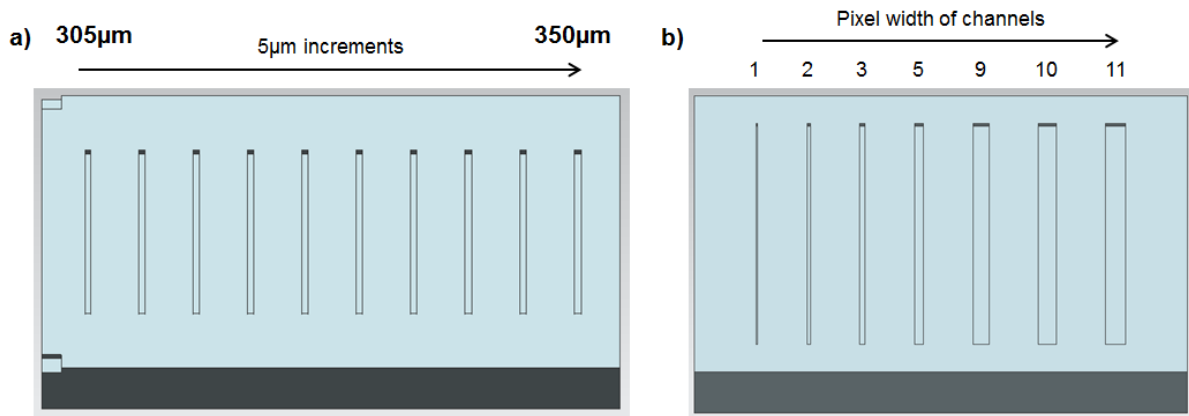 a) 305µm 5µm increments 350µm
b) Pixel width of channels
1 2 3 5 9 10 11